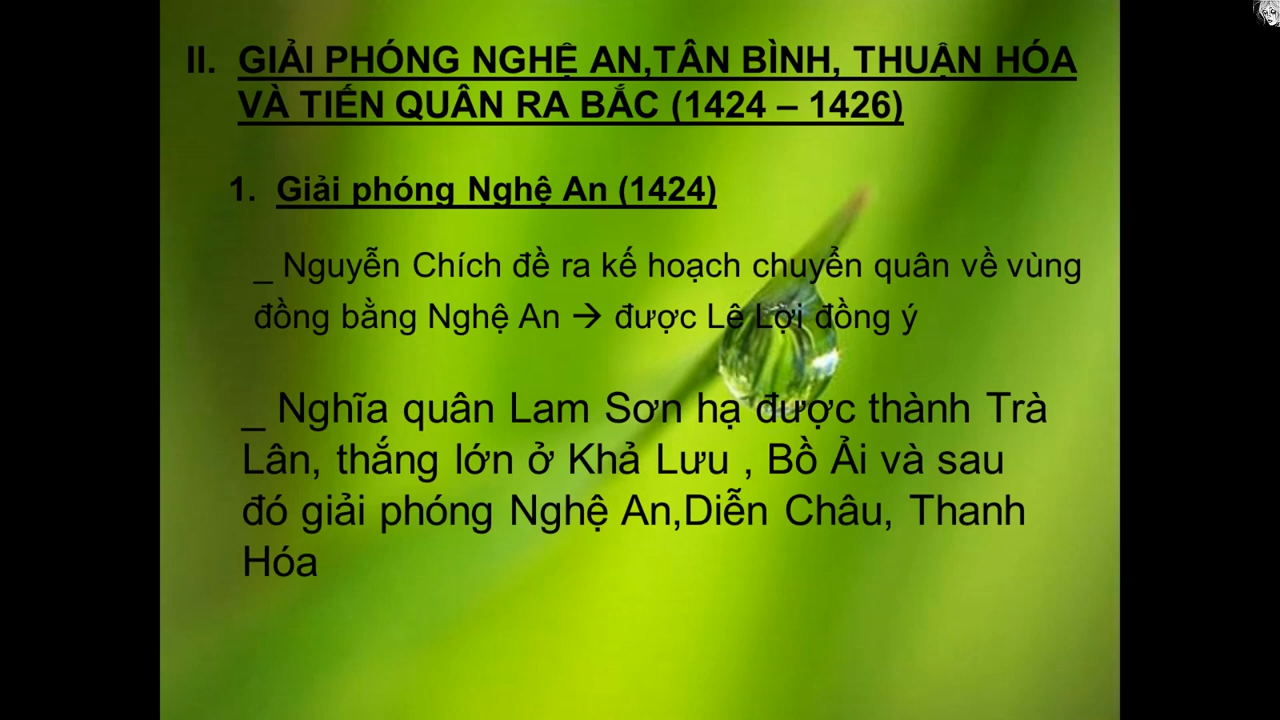 II. GIẢI PHÓNG NGHỆ AN,TÂN BÌNH, THUẬN HÓA
VÀ TIẾN QUÂN RA BẮC (1424 – 1426)
1. Giải phóng Nghệ An (1424)
_ Nguyễn Chích đề ra kế hoạch chuyển quân về vùng
đồng bằng Nghệ An → được Lê Lợi đồng ý
_ Nghĩa quân Lam Sơn hạ được thành Trà
Lân, thắng lớn ở Khả Lưu , Bồ Ải và sau
đó giải phóng Nghệ An,Diễn Châu, Thanh
Hóa